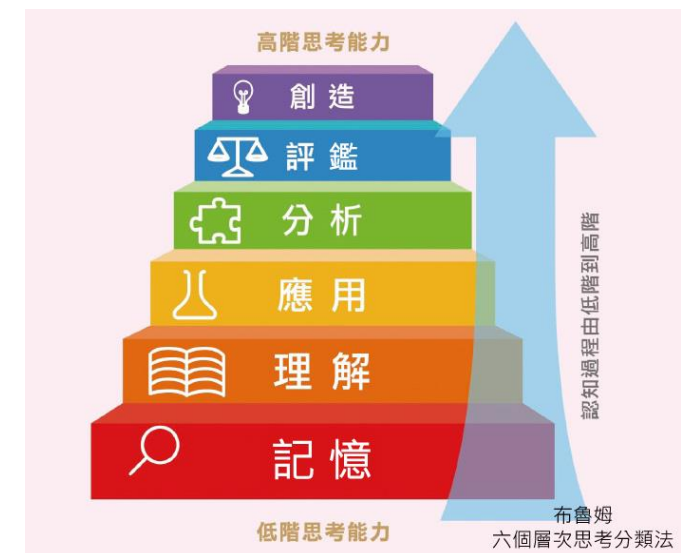 高階思考能力
創造
評鑑
分析
應用
理解
記憶
低階思考能力
認知過程由低階到高階
布魯姆
六個層次思考分類法